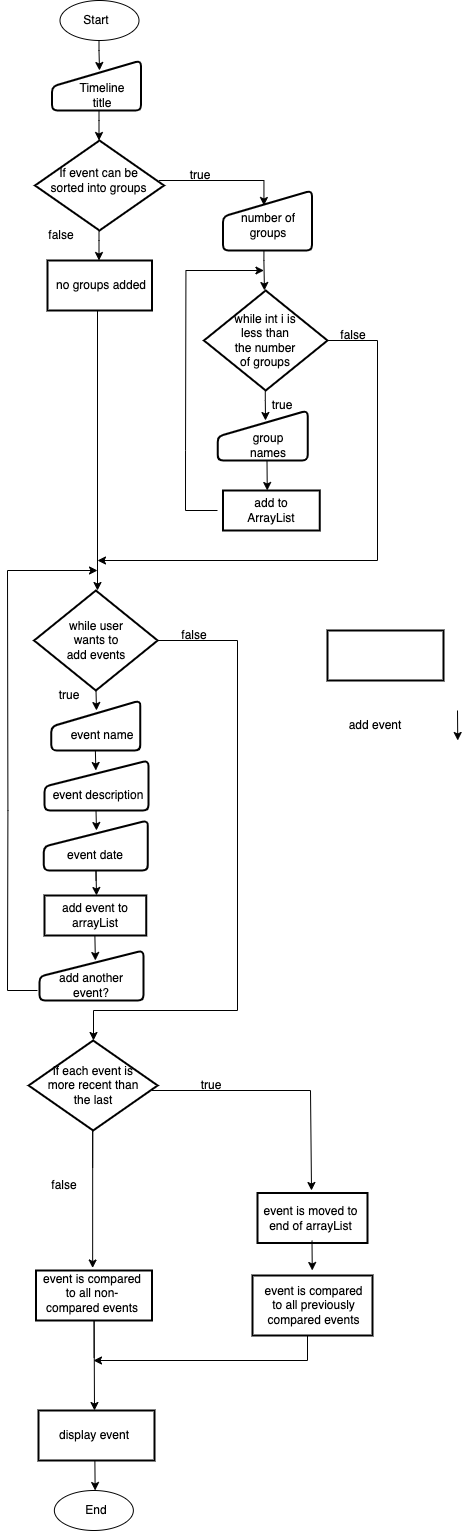 Start
Timeline
title
If event can be
sorted into groups
true
false
number of
groups
no groups added
while int i is
less than
the number
of groups
false
true
group
names
add to
ArrayList
while user
wants to
add events
false
true
add event
event name
event description
event date
add event to
arrayList
add another
event?
if each event is
more recent than
the last
true
false
event is moved to
end of arrayList
event is compared
to all non-
compared events
event is compared
to all previously
compared events
display event
End